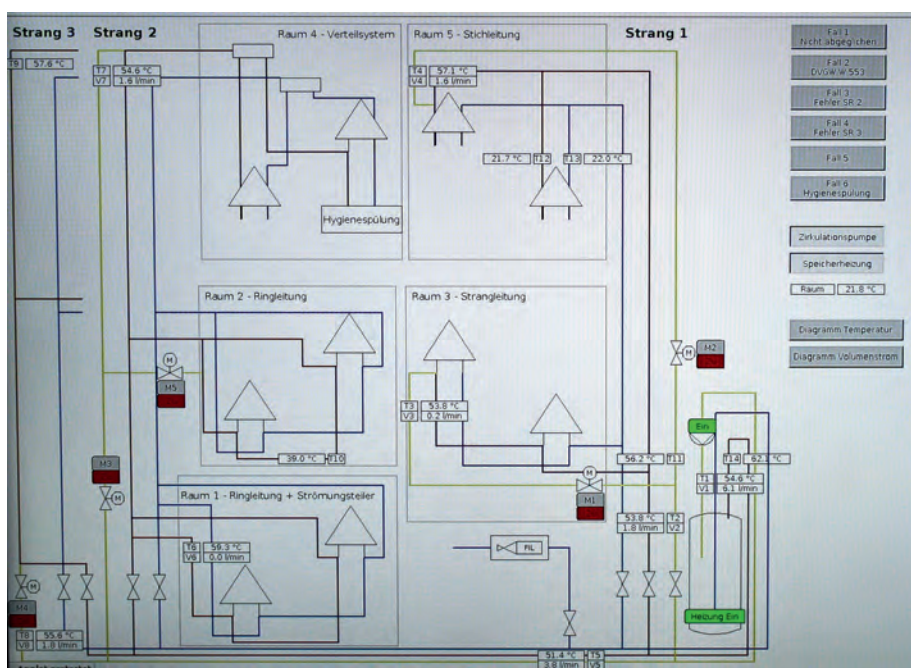 Strang 3
Strang 2
Raum 4 - Verteilsystem
Raum 5 - Stichleitung
Strang 1
T9 57.6 °C
T7 54.6 °C
V7 1.6 l/min
T4 57.1 °C
V4 1.6 l/min
21.7 °C T12
T13 22.0 °C
Hygienespülung
Fall 1
Nicht abgeglichen
Fall 2
DVGW W 553
Fall 3
Fehler SR 2
Fall 4
Fehler SR 3
Fall 5
Fall 6
Hygienespülung
Zirkulationspumpe
Speicherheizung
Raum 21.8 °C
Diagramm Temperatur
Diagramm Volumenstrom
Raum 2 - Ringleitung
Raum 3 - Strangleitung
M
M5
M
M2
T3 53.8 °C
V3 0.2 l/min
39.0 °C T10
56.2 °C T11
Ein
T14 62.1 °C
T1 54.6 °C
V1 6.1 l/min
M3
M
M
M1
Raum 1 - Ringleitung + Strömungsteiler
T6 59.3 °C
V6 0.0 l/min
53.8 °C T2
1.8 l/min V2
FIL
M
M4
Heizung Ein
T8 55.6 °C
V8 1.8 l/min
51.4 °C T5
3.8 l/min V5